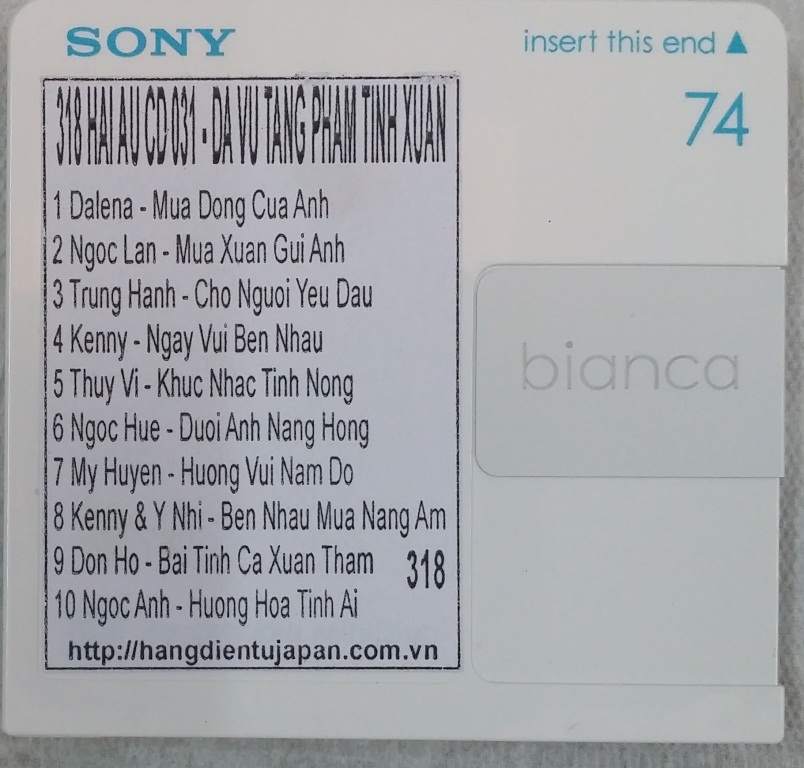 SONY
insert this end ▲
74
318 HAI AU CD 031 - DA VU TANG PHAM TINH XUAN
1 Dalena - Mua Dong Cua Anh
2 Ngoc Lan - Mua Xuan Gui Anh
3 Trung Hanh - Cho Nguoi Yeu Dau
4 Kenny - Ngay Vui Ben Nhau
5 Thuy Vi - Khuc Nhac Tinh Nong
6 Ngoc Hue - Duoi Anh Nang Hong
7 My Huyen - Huong Vui Nam Do
8 Kenny & Y Nhi - Ben Nhau Mua Nang Am
9 Don Ho - Bai Tinh Ca Xuan Tham
318
10 Ngoc Anh - Huong Hoa Tinh Ai
http://hangdientujapan.com.vn
bianca